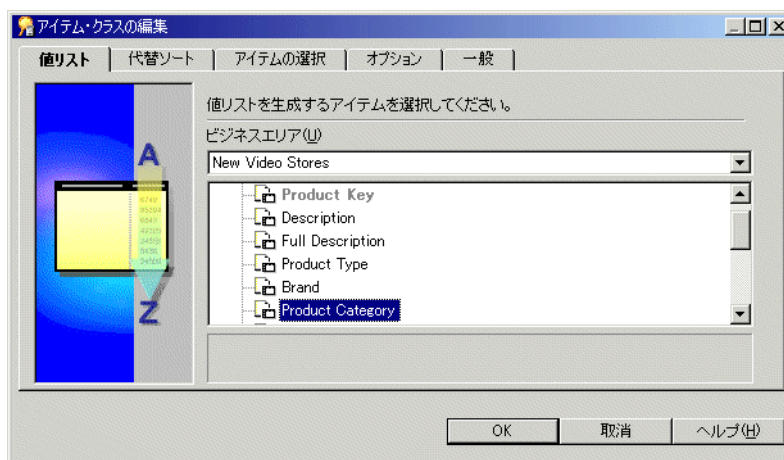 アイテム・クラスの編集
値リスト 代替ソート アイテムの選択 オプション 一般
値リストを生成するアイテムを選択してください。
ビジネスエリア(U)
New Video Stores
Product Key
Description
Full Description
Product Type
Brand
Product Category
A
Z
OK 取消 ヘルプ(H)